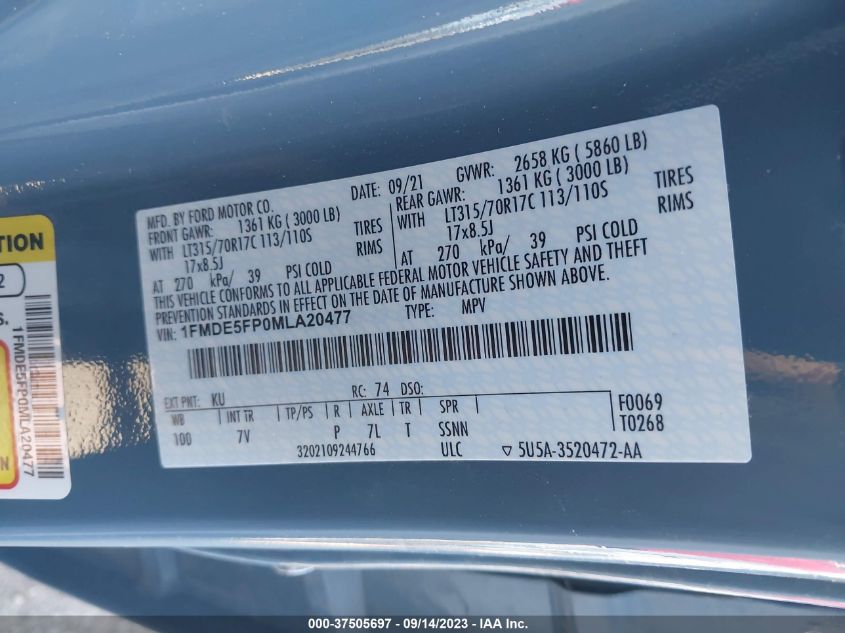 MFD. BY FORD MOTOR CO.
DATE: 09/21 GVWR: 2658 KG ( 5860 LB)
FRONT GAWR: 1361 KG ( 3000 LB)
WITH LT315/70R17C 113/110S TIRES
17x8.5J RIMS
AT 270 kPa/ 39 PSI COLD
REAR GAWR: 1361 KG ( 3000 LB)
WITH LT315/70R17C 113/110S TIRES
17x8.5J RIMS
AT 270 kPa/ 39 PSI COLD
THIS VEHICLE CONFORMS TO ALL APPLICABLE FEDERAL MOTOR VEHICLE SAFETY AND THEFT
PREVENTION STANDARDS IN EFFECT ON THE DATE OF MANUFACTURE SHOWN ABOVE.
VIN: 1FMDE5FP0MLA20477 TYPE: MPV
EXT PNT: KU RC: 74 DSO:
WB INT TR TP/PS R AXLE TR SPR F0069
100 7V P 7L T SSNN T0268
3202109244766 ULC ▽ 5U5A-3520472-AA
TION
2
S.
1FMDE5FP0MLA20477
N
000-37505697 - 09/14/2023 - IAA Inc.